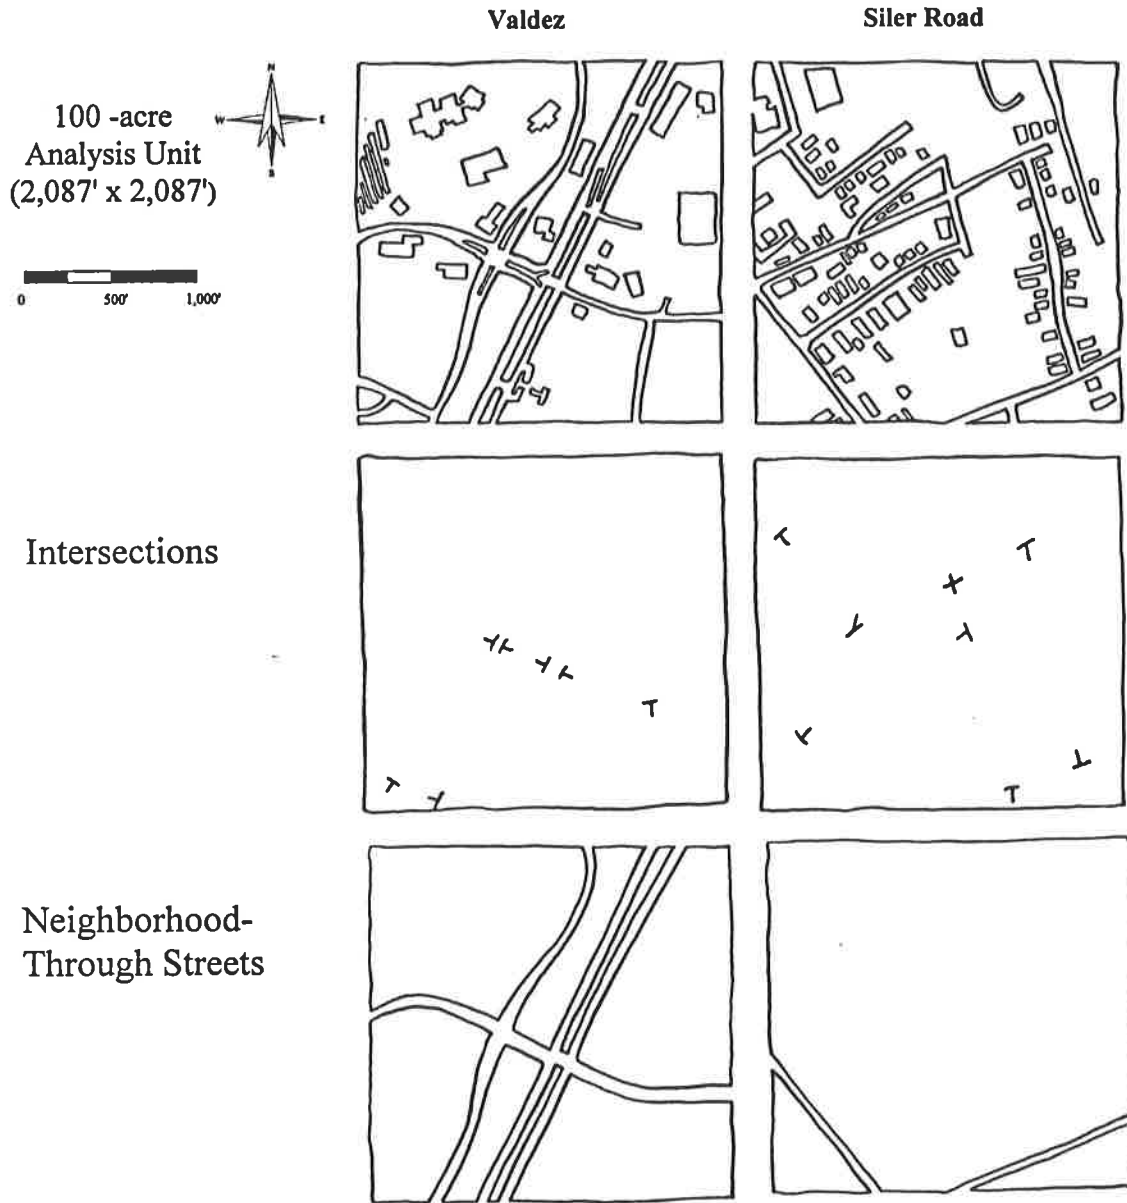 Valdez
Siler Road
N
W E
S
100 -acre
Analysis Unit
(2,087' x 2,087')
0 500' 1,000'
Intersections
Neighborhood-
Through Streets